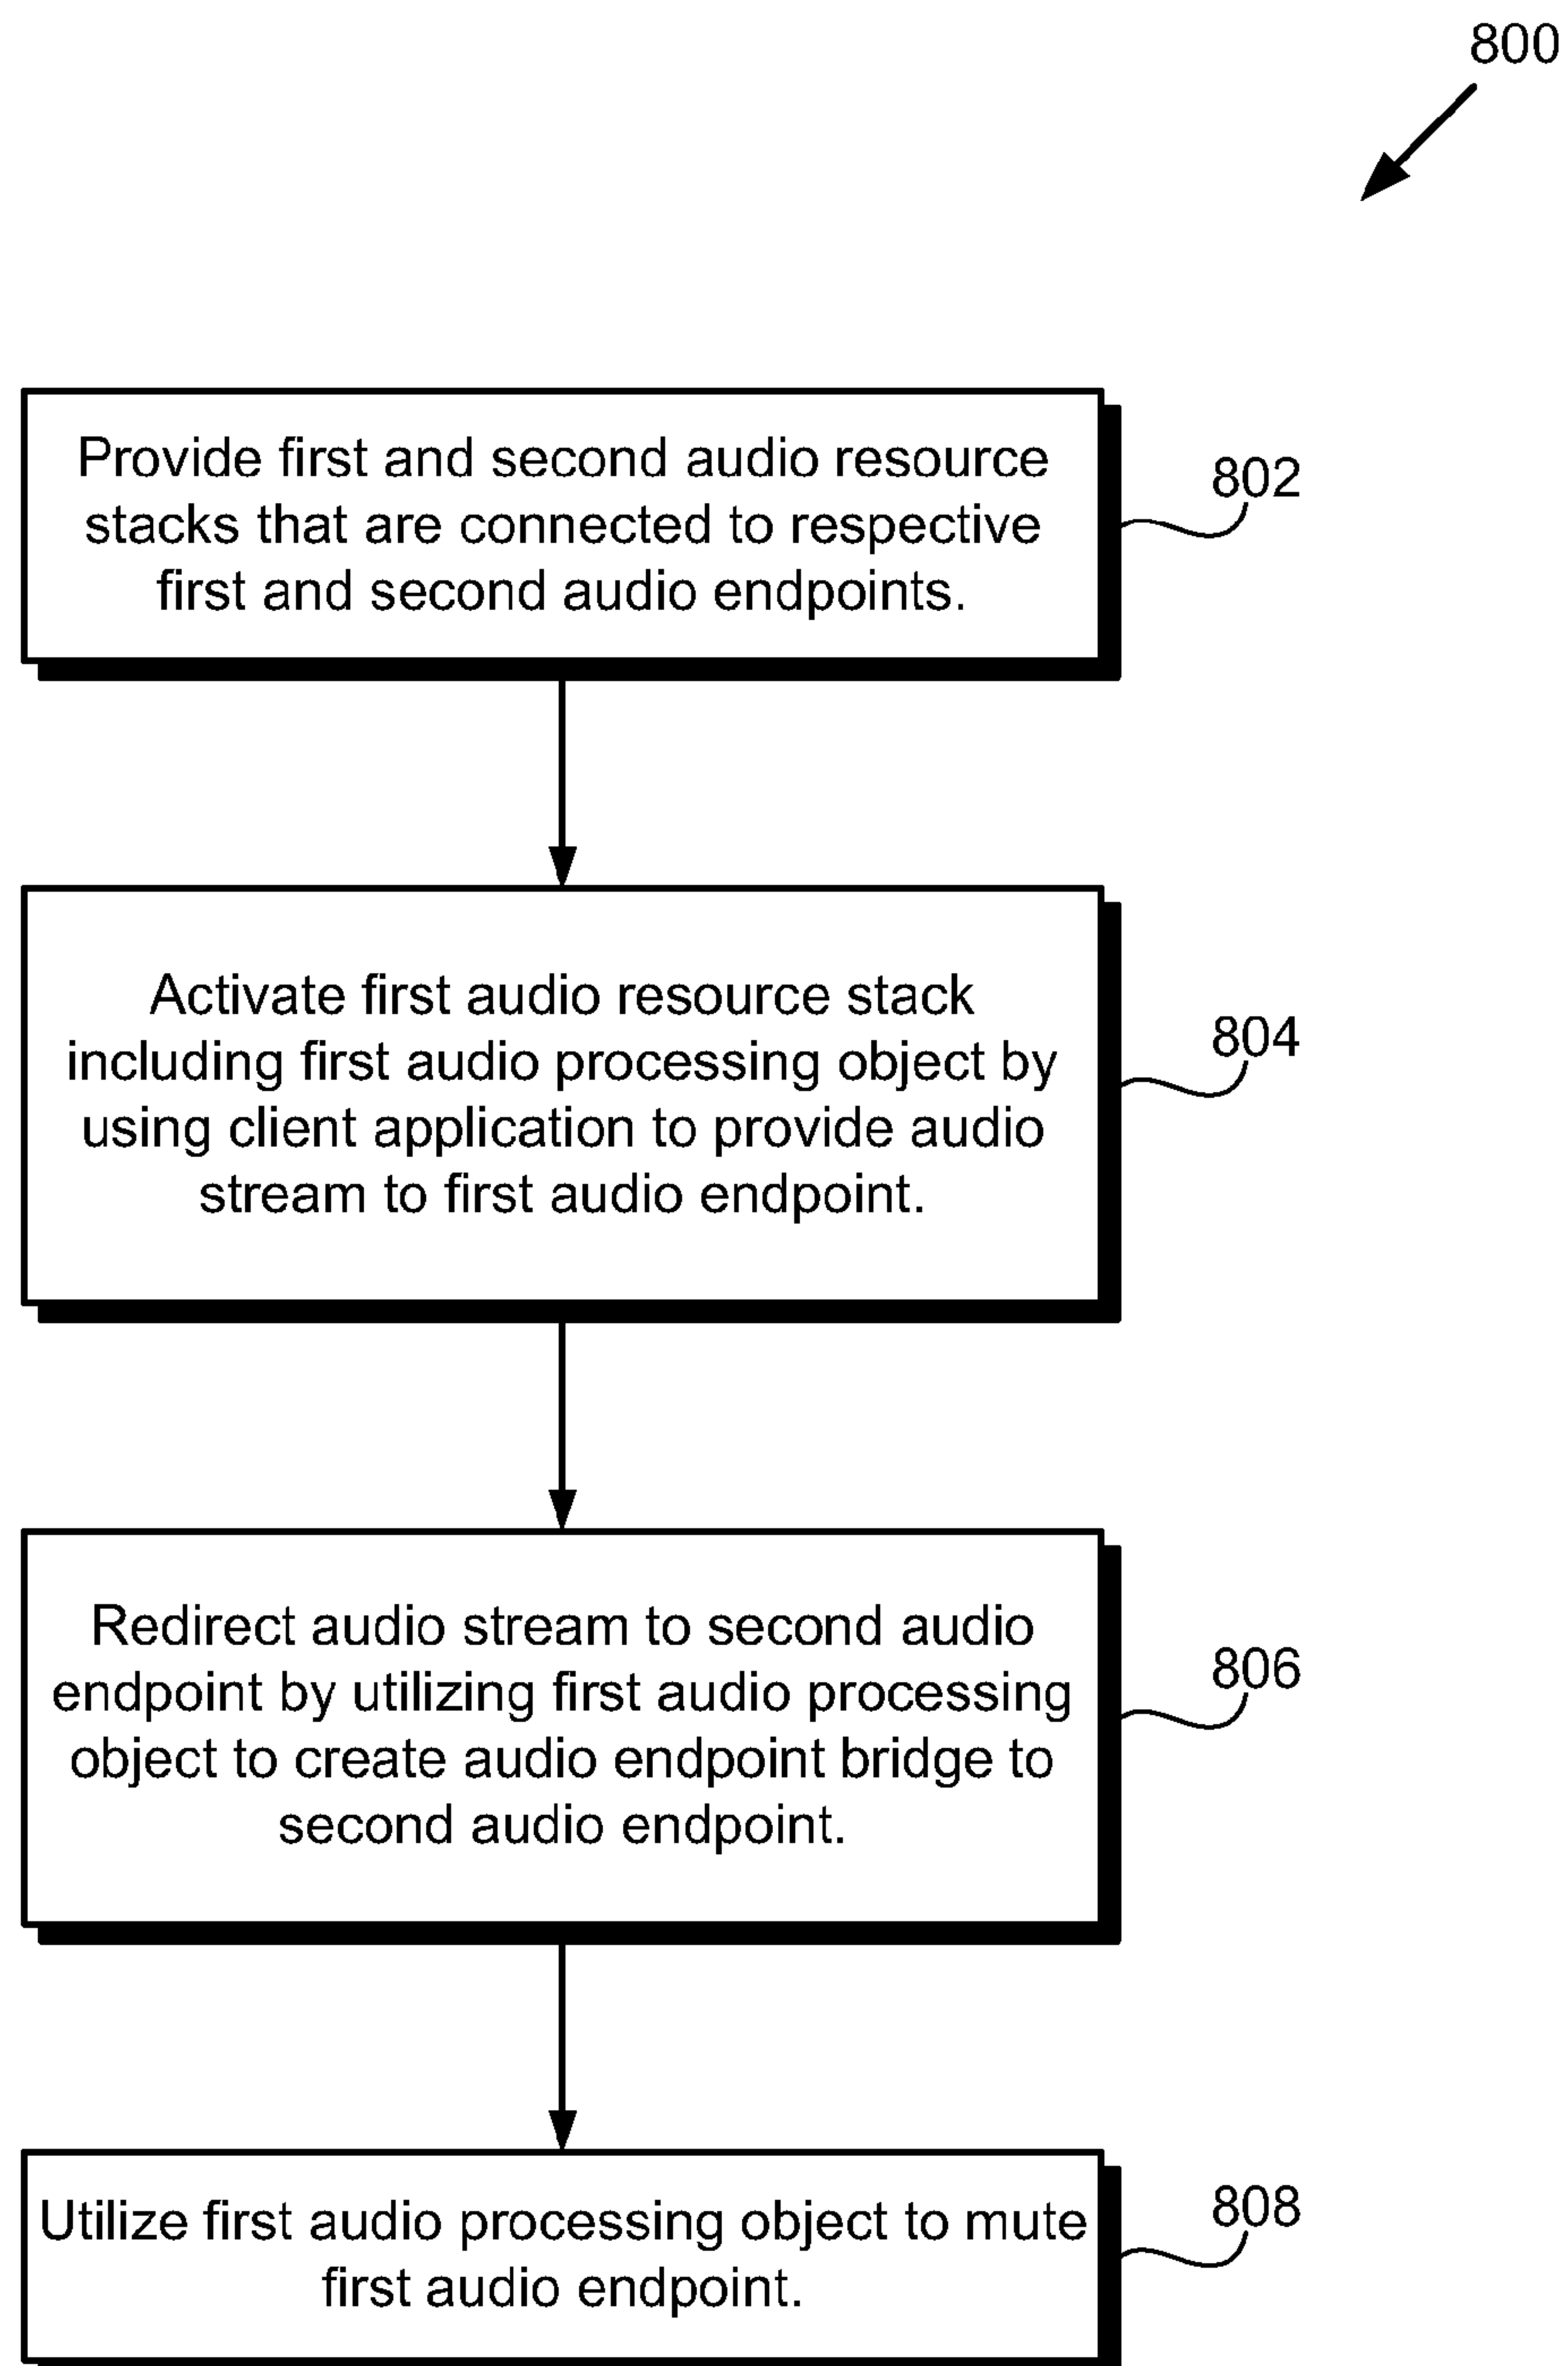 800
Provide first and second audio resource
stacks that are connected to respective
first and second audio endpoints.
802
Activate first audio resource stack
including first audio processing object by
using client application to provide audio
stream to first audio endpoint.
804
Redirect audio stream to second audio
endpoint by utilizing first audio processing
object to create audio endpoint bridge to
second audio endpoint.
806
Utilize first audio processing object to mute
first audio endpoint.
808